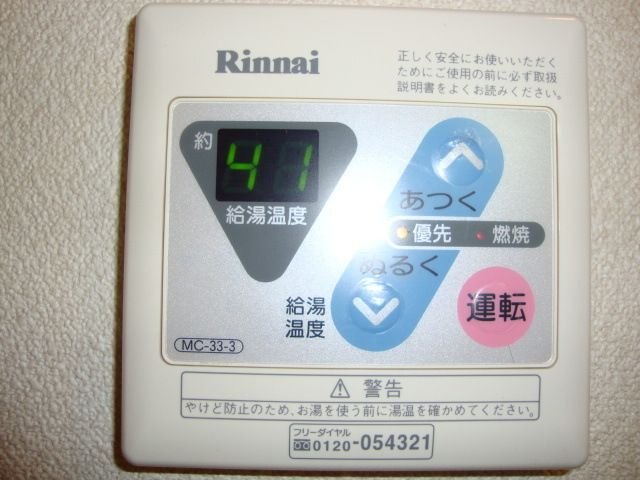 Rinnai
正しく安全にお使いいただく
ためにご使用の前に必ず取扱
説明書をよくお読みください。
約
41
給湯温度
あつく
優先 燃焼
ぬるく
給湯
温度
運転
MC-33-3
⚠ 警告
やけど防止のため、お湯を使う前に湯温を確かめてください。
フリーダイヤル
0120-054321